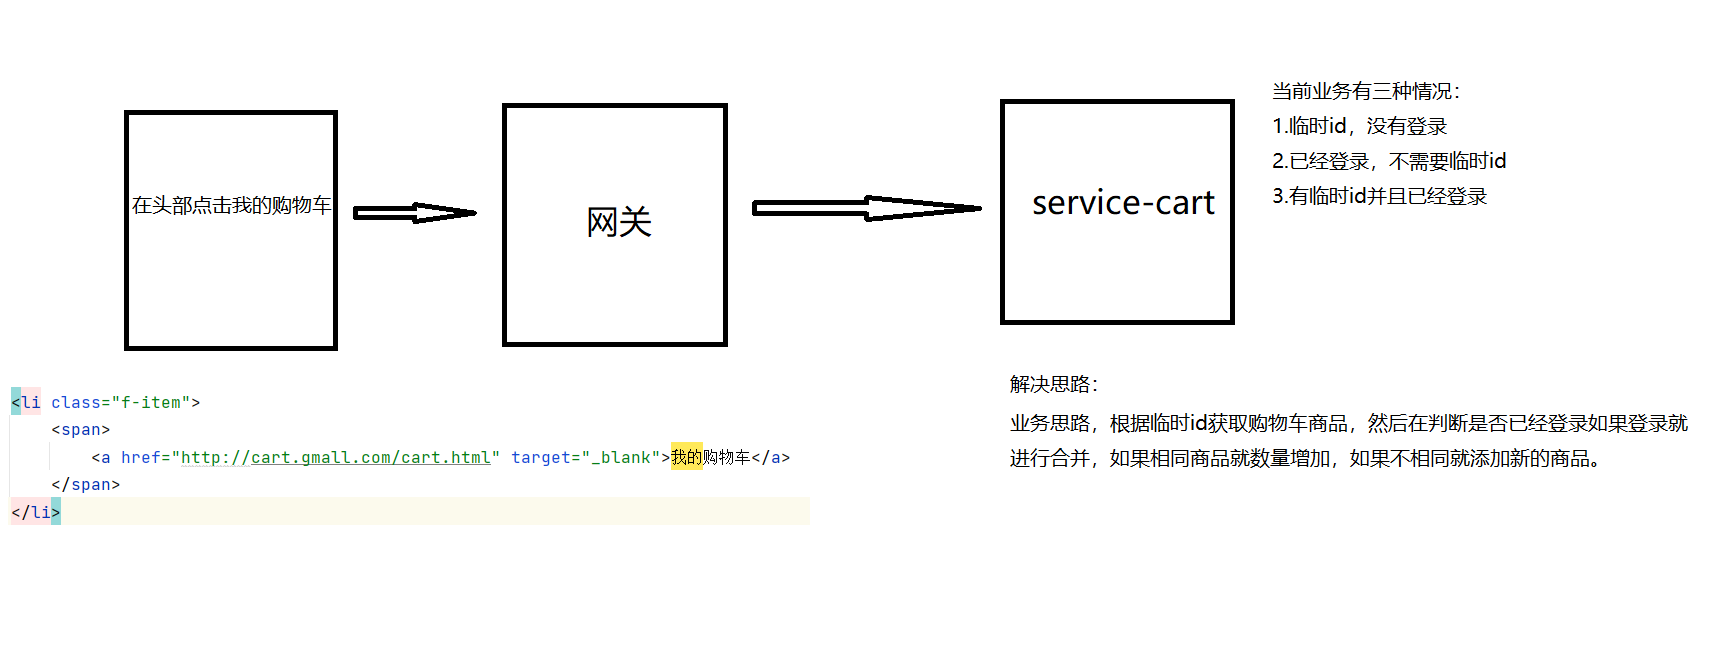 在头部点击我的购物车
网关
service-cart
当前业务有三种情况：
1.临时id，没有登录
2.已经登录，不需要临时id
3.有临时id并且已经登录
<li class="f-item">
<span>
<a href="http://cart.gmall.com/cart.html" target="_blank">我的购物车</a>
</span>
</li>
解决思路：
业务思路，根据临时id获取购物车商品，然后在判断是否已经登录如果登录就
进行合并，如果相同商品就数量增加，如果不相同就添加新的商品。